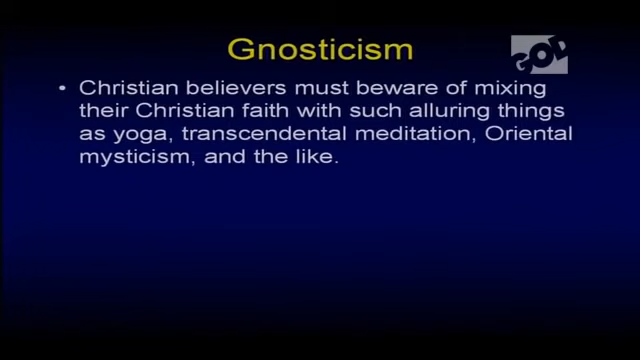 Gnosticism
GOD
• Christian believers must beware of mixing
their Christian faith with such alluring things
as yoga, transcendental meditation, Oriental
mysticism, and the like.